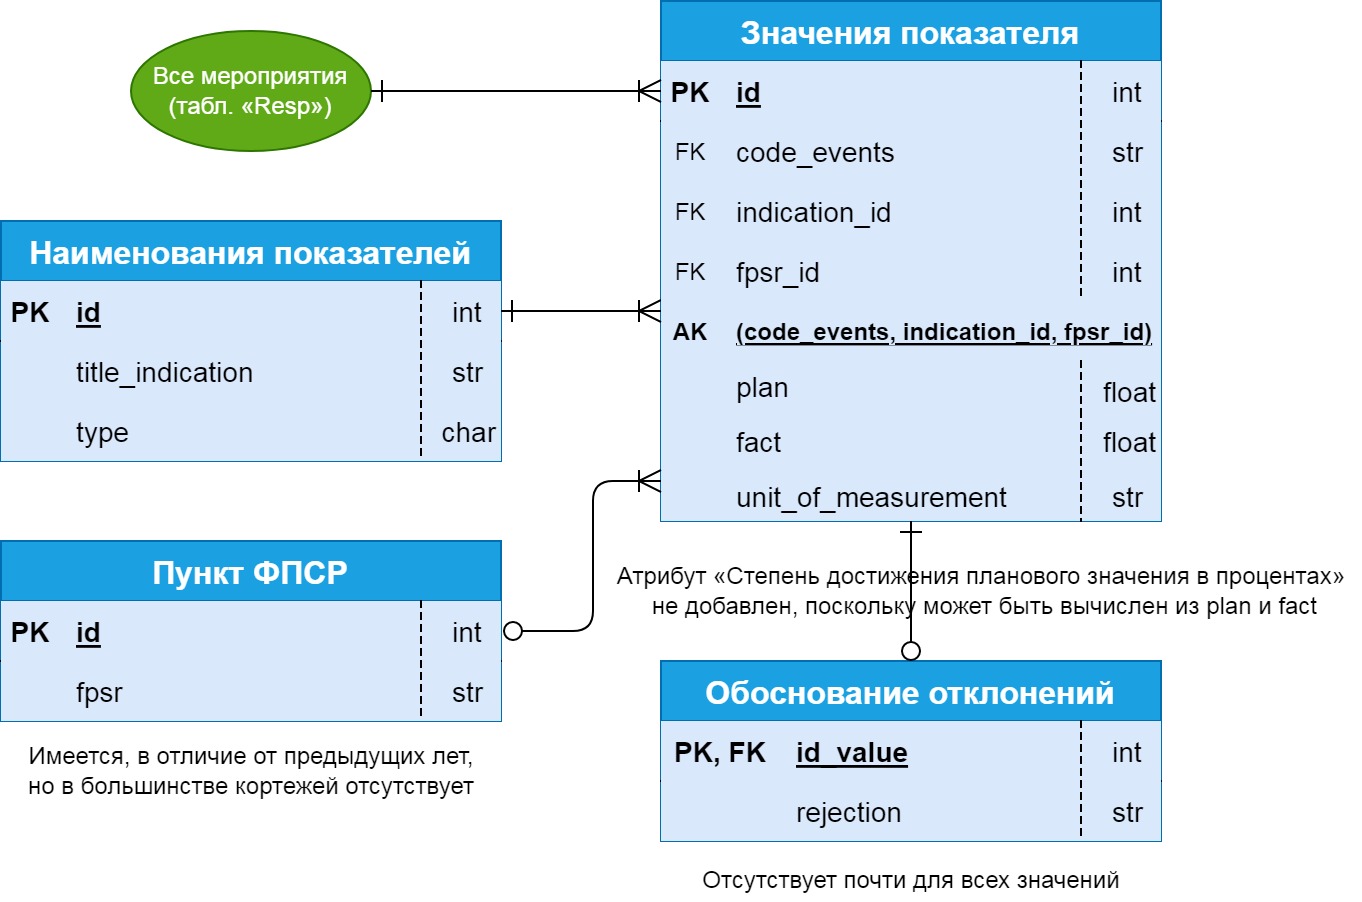 Все мероприятия
(табл. «Resp»)
Значения показателя
PK id int
FK code_events str
FK indication_id int
FK fpsr_id int
AK (code_events, indication_id, fpsr_id)
plan float
fact float
unit_of_measurement str
Наименования показателей
PK id int
title_indication str
type char
Пункт ФПСР
PK id int
fpsr str
Имеется, в отличие от предыдущих лет,
но в большинстве кортежей отсутствует
Атрибут «Степень достижения планового значения в процентах»
не добавлен, поскольку может быть вычислен из plan и fact
Обоснование отклонений
PK, FK id_value int
rejection str
Отсутствует почти для всех значений